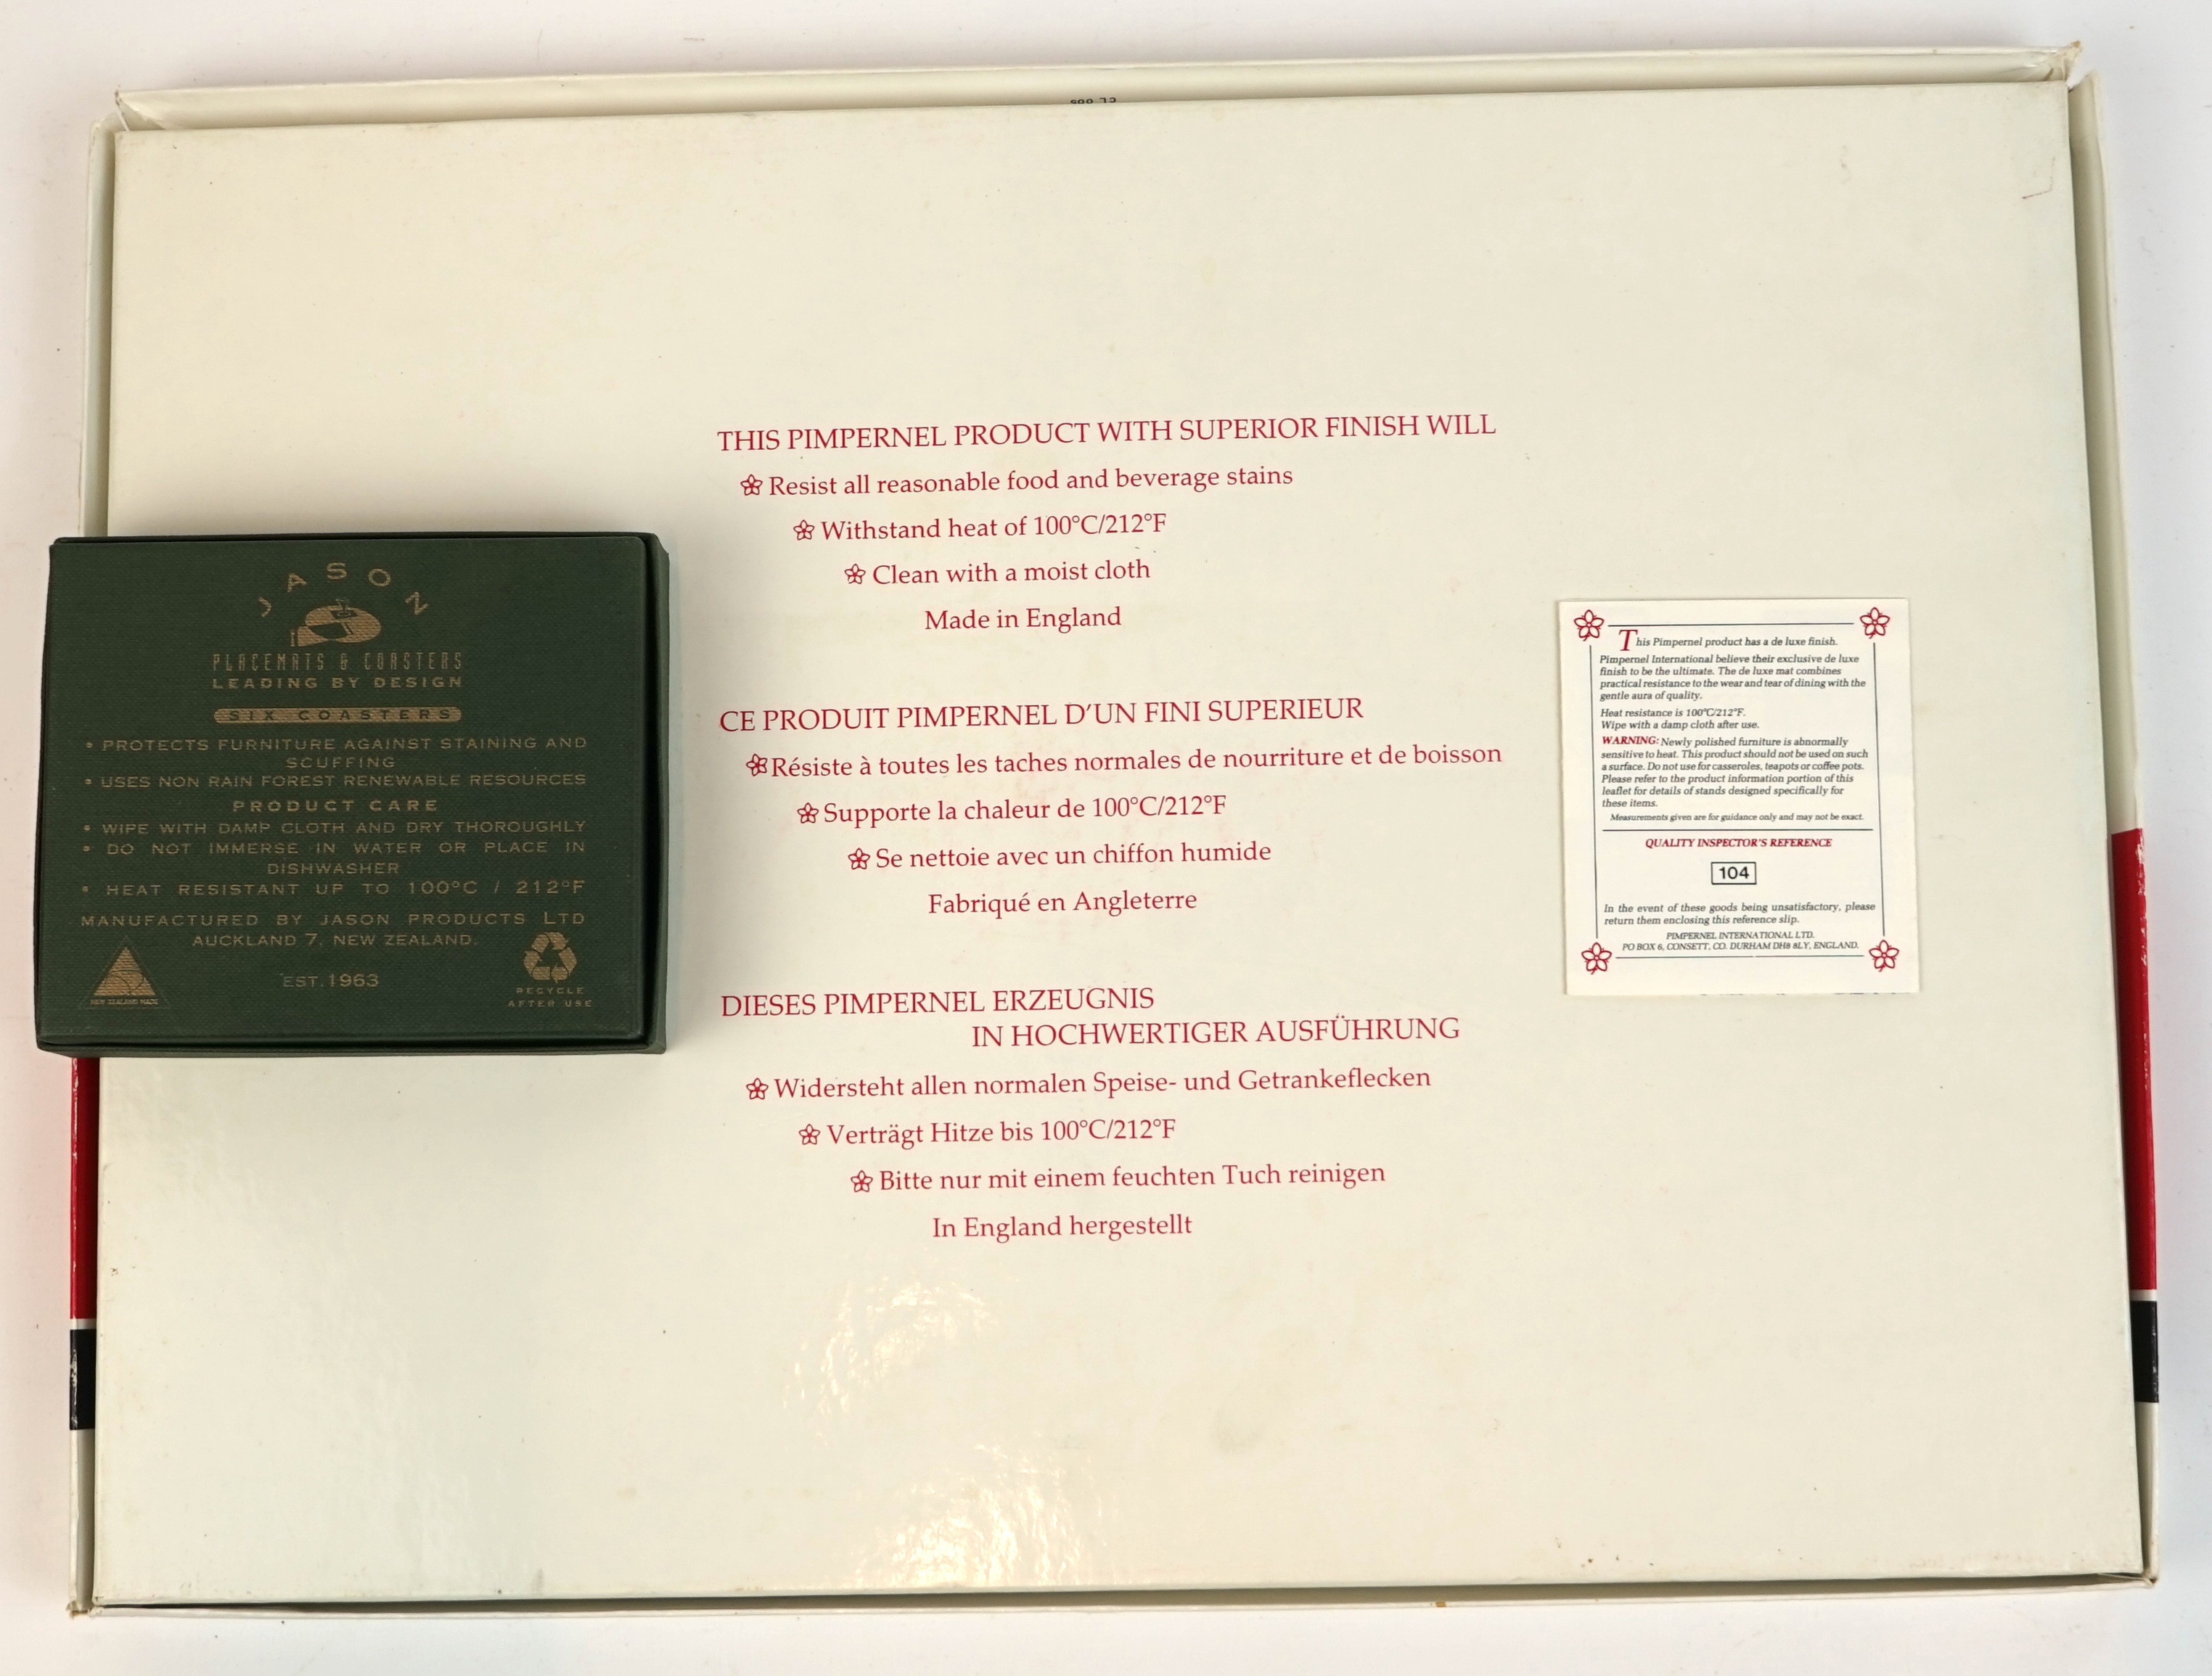 THIS PIMPERNEL PRODUCT WITH SUPERIOR FINISH WILL
Resist all reasonable food and beverage stains
Withstand heat of 100°C/212°F
Clean with a moist cloth
Made in England
CE PRODUIT PIMPERNEL D'UN FINI SUPERIEUR
Résiste à toutes les taches normales de nourriture et de boisson
Supporte la chaleur de 100°C/212°F
Se nettoie avec un chiffon humide
Fabriqué en Angleterre
DIESES PIMPERNEL ERZEUGNIS
IN HOCHWERTIGER AUSFÜHRUNG
Widersteht allen normalen Speise- und Getrankeflecken
Verträgt Hitze bis 100°C/212°F
Bitte nur mit einem feuchten Tuch reinigen
In England hergestellt
JASON
PLACEMATS & COASTERS
LEADING BY DESIGN
SIX COASTERS
• PROTECTS FURNITURE AGAINST STAINING AND
SCUFFING
• USES NON RAIN FOREST RENEWABLE RESOURCES
PRODUCT CARE
• WIPE WITH DAMP CLOTH AND DRY THOROUGHLY
• DO NOT IMMERSE IN WATER OR PLACE IN
DISHWASHER
• HEAT RESISTANT UP TO 100°C / 212°F
MANUFACTURED BY JASON PRODUCTS LTD
AUCKLAND 7, NEW ZEALAND.
EST.1963
NEW ZEALAND MADE
RECYCLE
AFTER USE
This Pimpernel product has a de luxe finish.
Pimpernel International believe their exclusive de luxe
finish to be the ultimate. The de luxe mat combines
practical resistance to the wear and tear of dining with the
gentle aura of quality.
Heat resistance is 100°C/212°F.
Wipe with a damp cloth after use.
WARNING: Newly polished furniture is abnormally
sensitive to heat. This product should not be used on such
a surface. Do not use for casseroles, teapots or coffee pots.
Please refer to the product information portion of this
leaflet for details of stands designed specifically for
these items.
Measurements given are for guidance only and may not be exact.
QUALITY INSPECTOR'S REFERENCE
104
In the event of these goods being unsatisfactory, please
return them enclosing this reference slip.
PIMPERNEL INTERNATIONAL LTD.
PO BOX 6, CONSETT, CO. DURHAM DH8 8LY, ENGLAND.